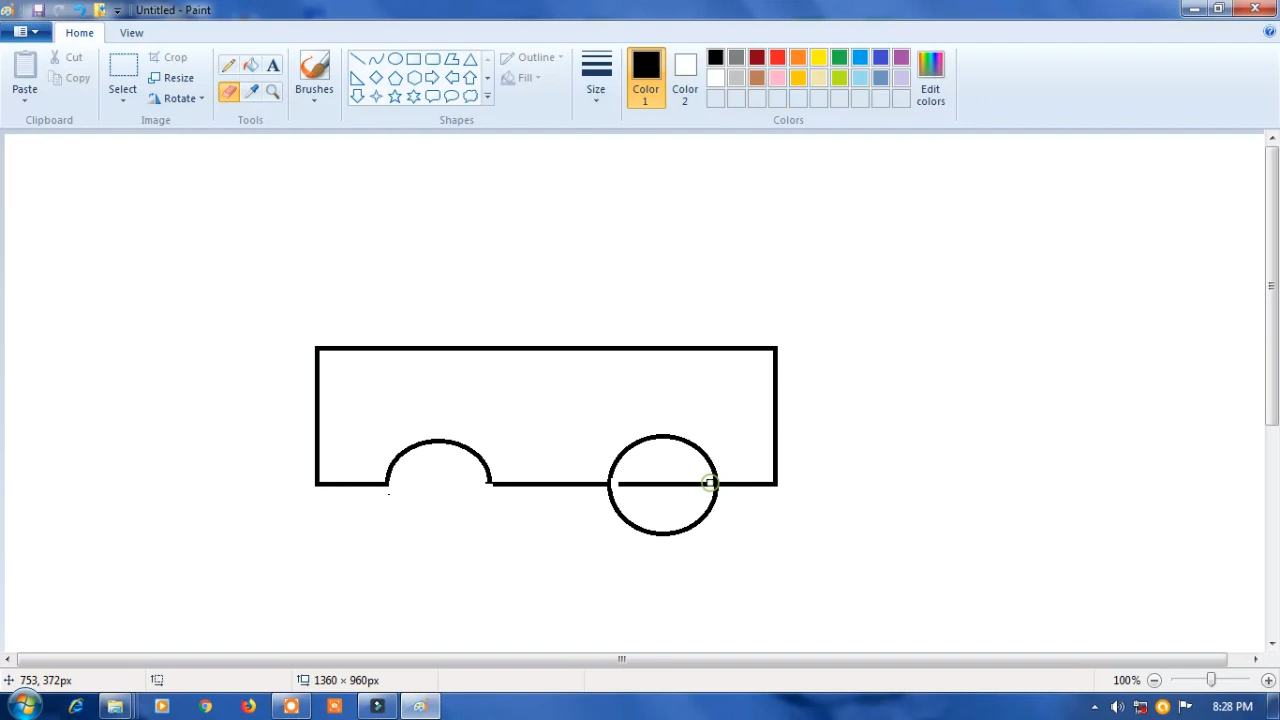 Untitled - Paint
Home View
Paste
Cut
Copy
Clipboard
Select
Crop
Resize
Rotate
Image
Tools
Brushes
Shapes
Outline
Fill
Size
Color 1
Color 2
Edit colors
Colors
753, 372px
1360 × 960px
100%
8:28 PM